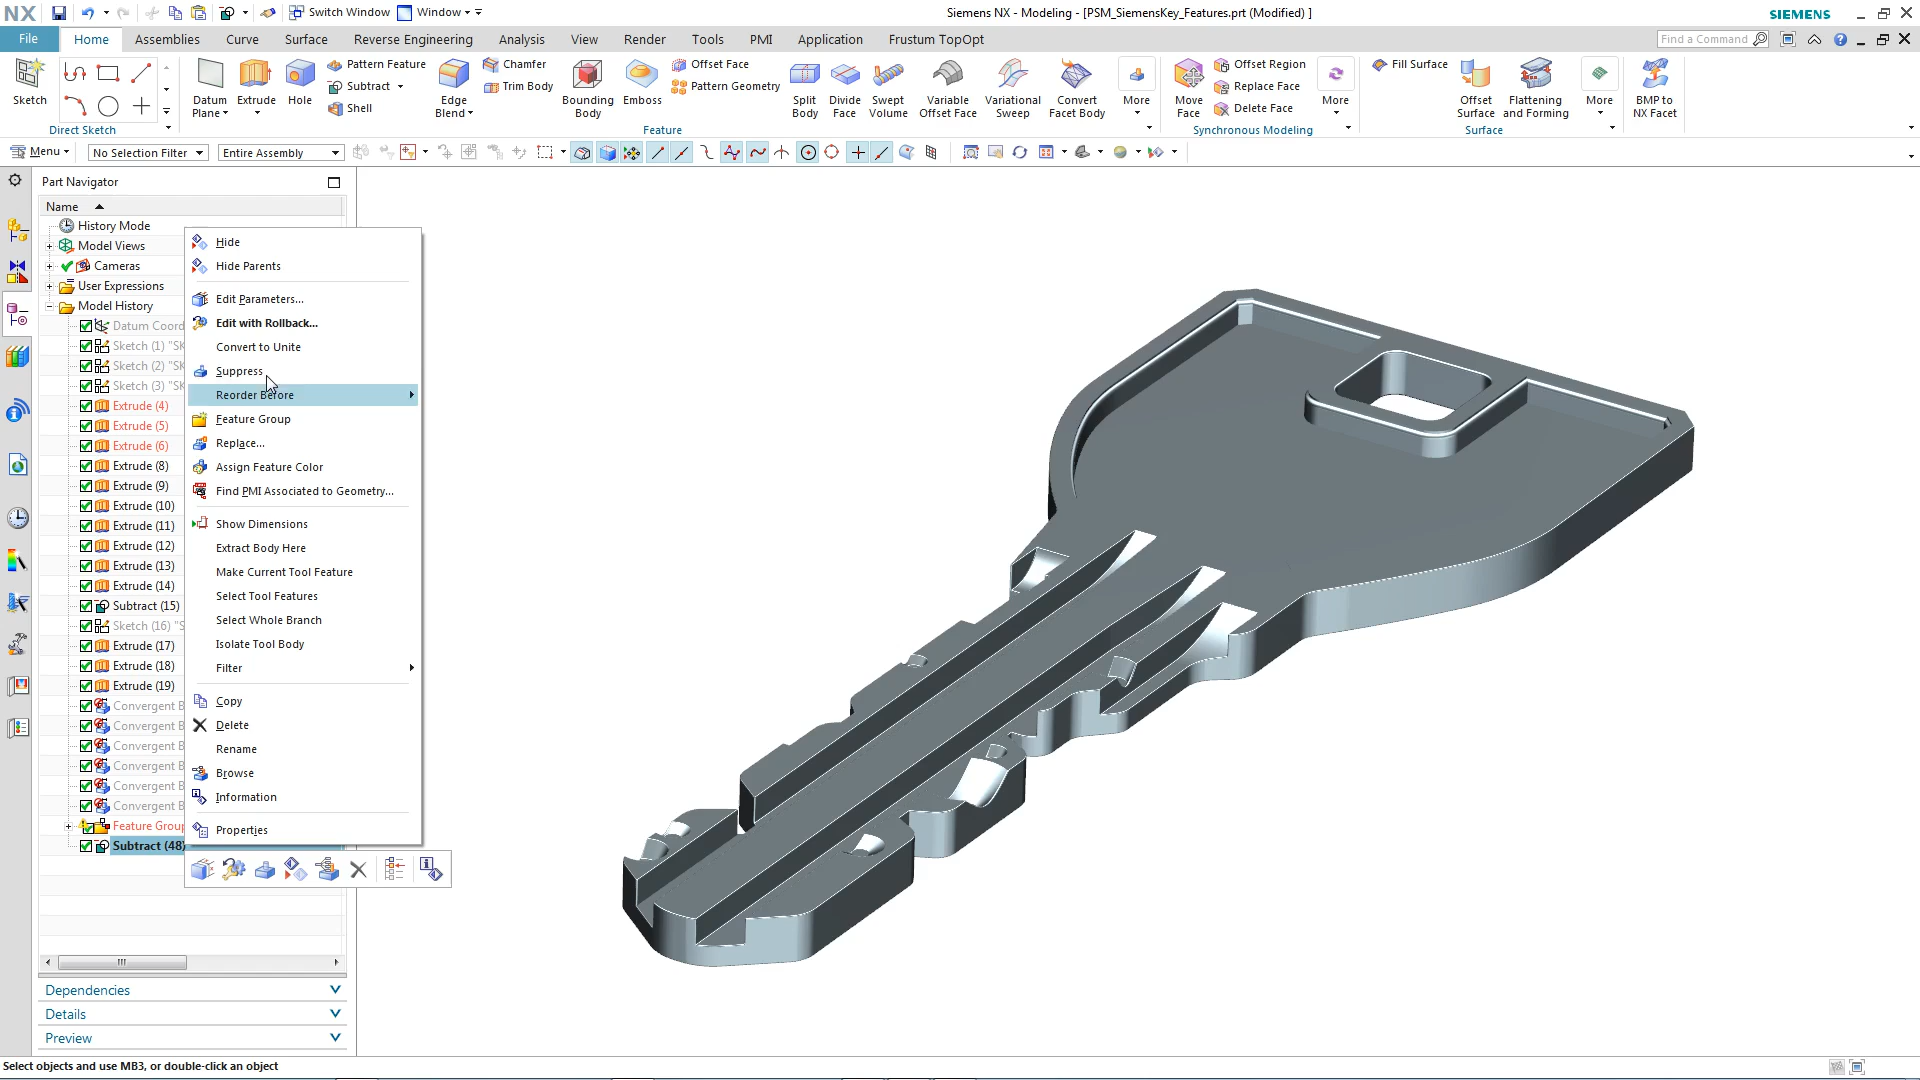 NX
Switch Window
Window
Siemens NX - Modeling - [PSM_SiemensKey_Features.prt (Modified) ]
SIEMENS
File
Home
Assemblies
Curve
Surface
Reverse Engineering
Analysis
View
Render
Tools
PMI
Application
Frustum TopOpt
Find a Command
Sketch
Direct Sketch
Datum
Plane
Extrude
Hole
Pattern Feature
Subtract
Shell
Edge
Blend
Chamfer
Trim Body
Bounding
Body
Emboss
Offset Face
Pattern Geometry
Split
Body
Divide
Face
Swept
Volume
Variable
Offset Face
Variational
Sweep
Convert
Facet Body
More
Feature
Move
Face
Offset Region
Replace Face
Delete Face
More
Synchronous Modeling
Fill Surface
Offset
Surface
Flattening
and Forming
More
Surface
BMP to
NX Facet
Menu
No Selection Filter
Entire Assembly
Part Navigator
Name
History Mode
Model Views
Cameras
User Expressions
Model History
Datum Coord
Sketch (1) "SK
Sketch (2) "SK
Sketch (3) "SK
Extrude (4)
Extrude (5)
Extrude (6)
Extrude (8)
Extrude (9)
Extrude (10)
Extrude (11)
Extrude (12)
Extrude (13)
Extrude (14)
Subtract (15)
Sketch (16) "S
Extrude (17)
Extrude (18)
Extrude (19)
Convergent B
Convergent B
Convergent B
Convergent B
Convergent B
Convergent B
Feature Group
Subtract (48)
Hide
Hide Parents
Edit Parameters...
Edit with Rollback...
Convert to Unite
Suppress
Reorder Before
Feature Group
Replace...
Assign Feature Color
Find PMI Associated to Geometry...
Show Dimensions
Extract Body Here
Make Current Tool Feature
Select Tool Features
Select Whole Branch
Isolate Tool Body
Filter
Copy
Delete
Rename
Browse
Information
Properties
Dependencies
Details
Preview
Select objects and use MB3, or double-click an object